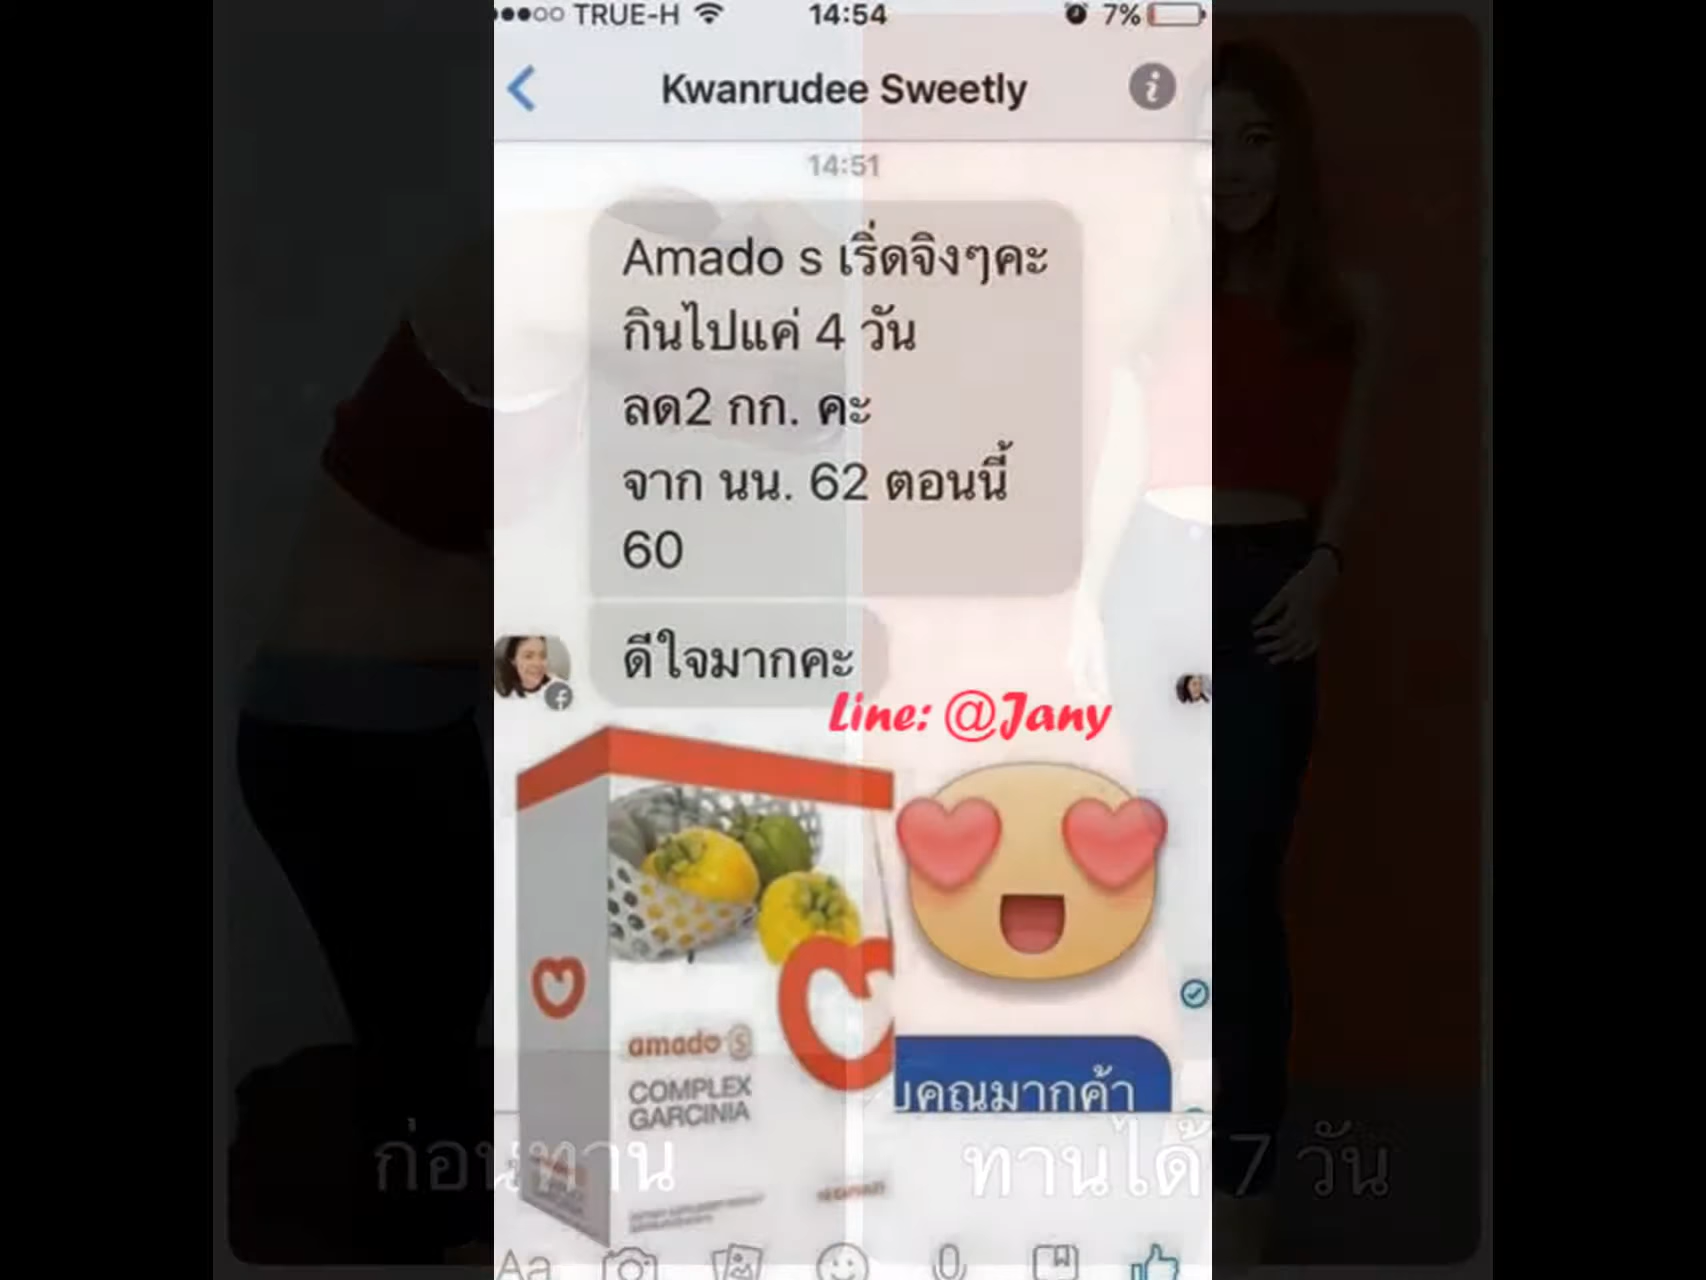 TRUE-H
14:54
7%
Kwanrudee Sweetly
14:51
Amado s เริ่ดจิงๆคะ
กินไปแค่ 4 วัน
ลด2 กก. คะ
จาก นน. 62 ตอนนี้
60
ดีใจมากคะ
Line: @Jany
amado S
COMPLEX
GARCINIA
บคุณมากค้า
ก่อนทาน
ทานได้ 7 วัน
Aa